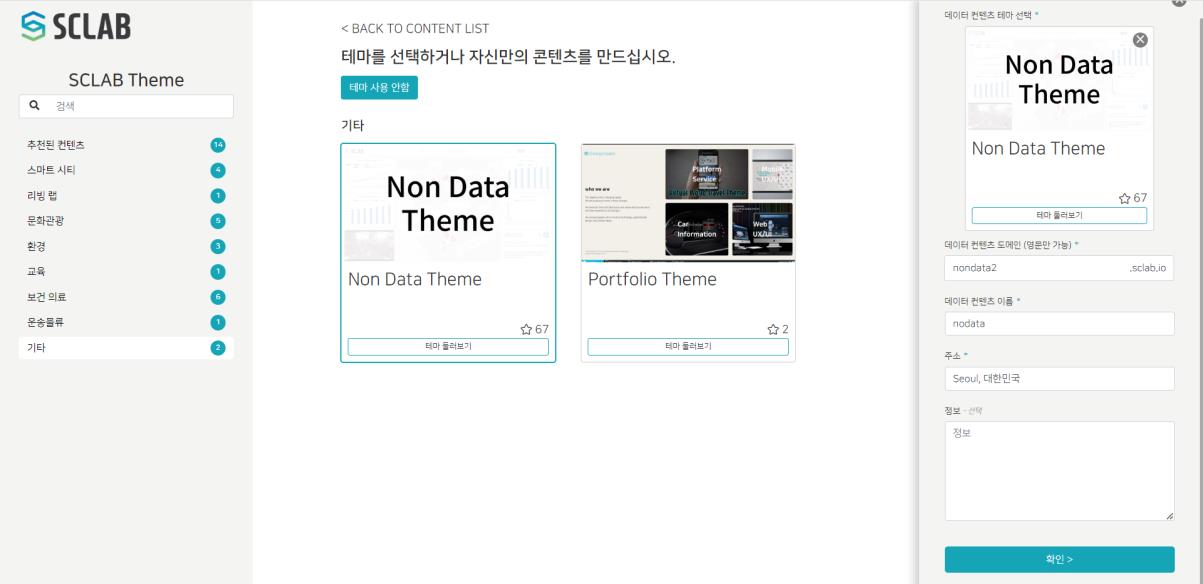 SCLAB
SCLAB Theme
검색
추천된 컨텐츠 14
스마트 시티 4
리빙 랩 1
문화관광 5
환경 3
교육 1
보건 의료 6
운송물류 1
기타 2
< BACK TO CONTENT LIST
테마를 선택하거나 자신만의 콘텐츠를 만드십시오.
테마 사용 안함
기타
Non Data
Theme
Non Data Theme
67
테마 둘러보기
who we are
Platform
Service
Car
Information
Web
UX/UI
Portfolio Theme
2
테마 둘러보기
데이터 컨텐츠 테마 선택 *
Non Data
Theme
Non Data Theme
67
테마 둘러보기
데이터 컨텐츠 도메인 (영문만 가능) *
nondata2 .sclab.io
데이터 컨텐츠 이름 *
nodata
주소 *
Seoul, 대한민국
정보 - 선택
정보
확인 >